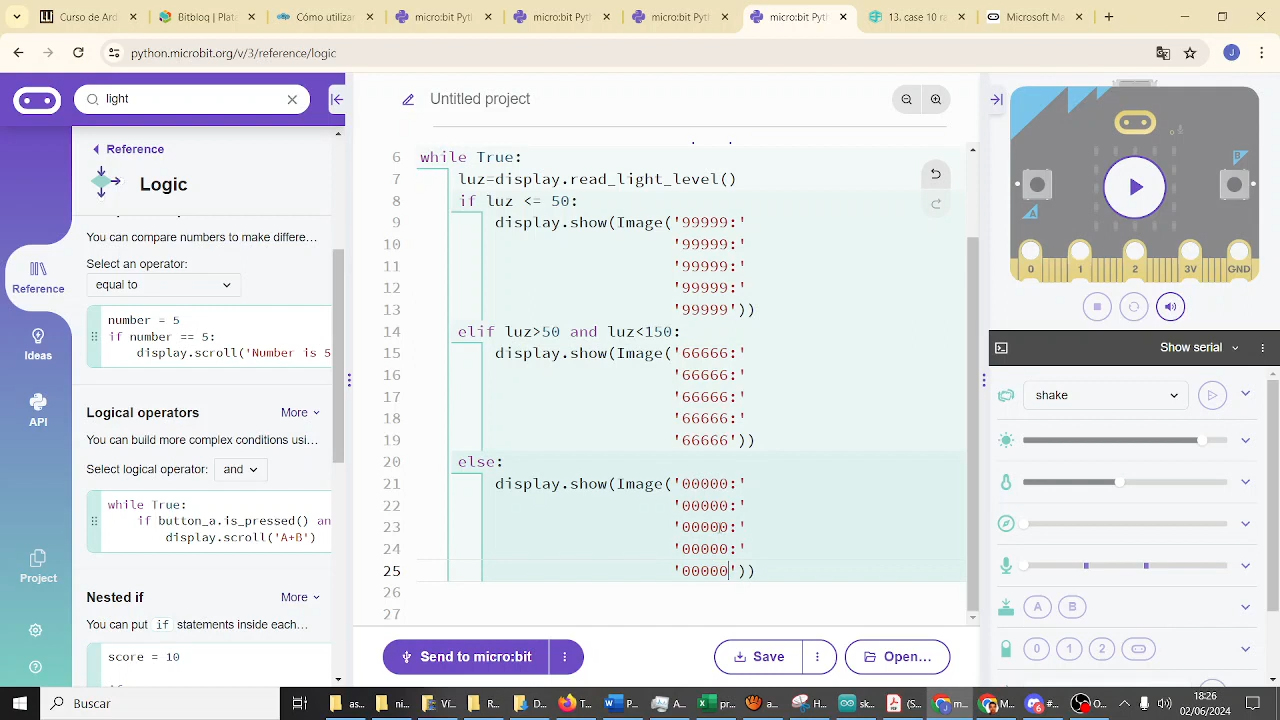 Curso de Ar
Bitbloq | Plat
Cómo utilizar
micro:bit Pyt
micro:bit Pyt
micro:bit Pyt
micro:bit Pyt
13. case 10 ra
Microsoft Ma
python.microbit.org/v/3/reference/logic
J
light
Untitled project
Reference
Logic
You can compare numbers to make differe...
Select an operator:
equal to
number = 5
if number == 5:
display.scroll('Number is 5
Logical operators
More
You can build more complex conditions usi...
Select logical operator:
and
while True:
if button_a.is_pressed() an
display.scroll('A+B')
Nested if
More
You can put if statements inside each...
score = 10
Reference
Ideas
API
Project
6 while True:
7 luz=display.read_light_level()
8 if luz <= 50:
9 display.show(Image('99999:'
10 '99999:'
11 '99999:'
12 '99999:'
13 '99999'))
14 elif luz>50 and luz<150:
15 display.show(Image('66666:'
16 '66666:'
17 '66666:'
18 '66666:'
19 '66666'))
20 else:
21 display.show(Image('00000:'
22 '00000:'
23 '00000:'
24 '00000:'
25 '00000'))
26
27
Send to micro:bit
Save
Open...
A
B
0 1 2 3V GND
Show serial
shake
A B
0 1 2
Buscar
as
ni
Vi
R
D
Fi
P
Pl
E
a
H
A
P
m
M
D
O
18:26
02/06/2024